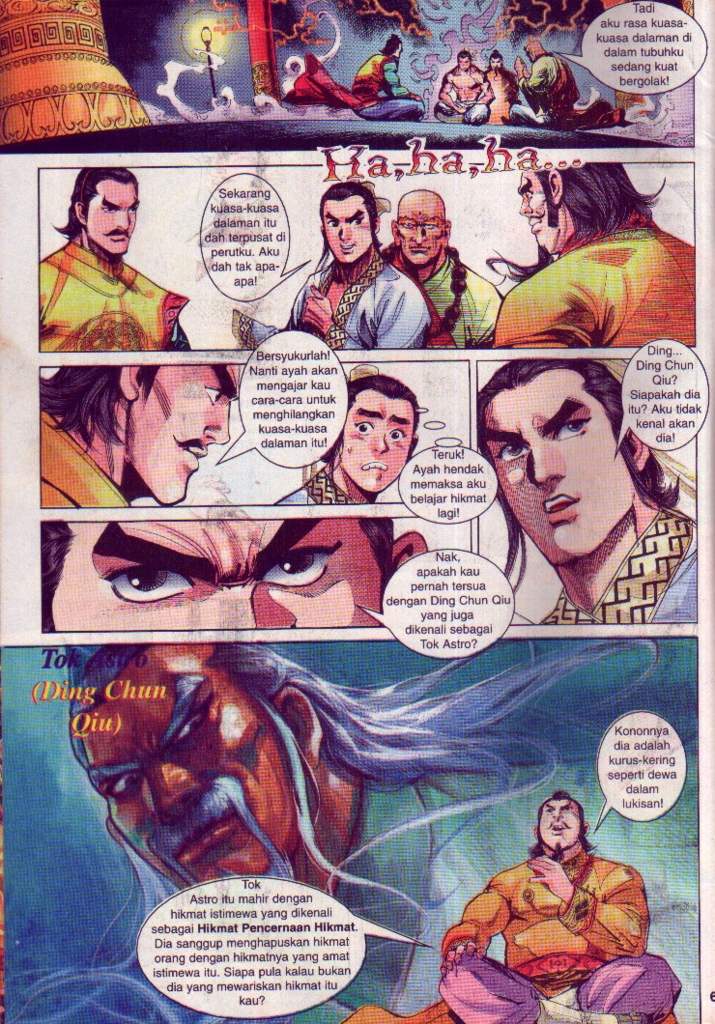 Tadi
aku rasa kuasa-
kuasa dalaman di
dalam tubuhku
sedang kuat
bergolak!
Ha, ha, ha...
Sekarang
kuasa-kuasa
dalaman itu
dah terpusat di
perutku. Aku
dah tak apa-
apa!
Bersyukurlah!
Nanti ayah akan
mengajar kau
cara-cara untuk
menghilangkan
kuasa-kuasa
dalaman itu!
Teruk!
Ayah hendak
memaksa aku
belajar hikmat
lagi!
Ding...
Ding Chun
Qiu?
Siapakah dia
itu? Aku tidak
kenal akan
dia!
Nak,
apakah kau
pernah tersua
dengan Ding Chun Qiu
yang juga
dikenali sebagai
Tok Astro?
Tok Astro
(Ding Chun
Qiu)
Kononnya
dia adalah
kurus-kering
seperti dewa
dalam
lukisan!
Tok
Astro itu mahir dengan
hikmat istimewa yang dikenali
sebagai Hikmat Pencernaan Hikmat.
Dia sanggup menghapuskan hikmat
orang dengan hikmatnya yang amat
istimewa itu. Siapa pula kalau bukan
dia yang mewariskan hikmat itu
kau?